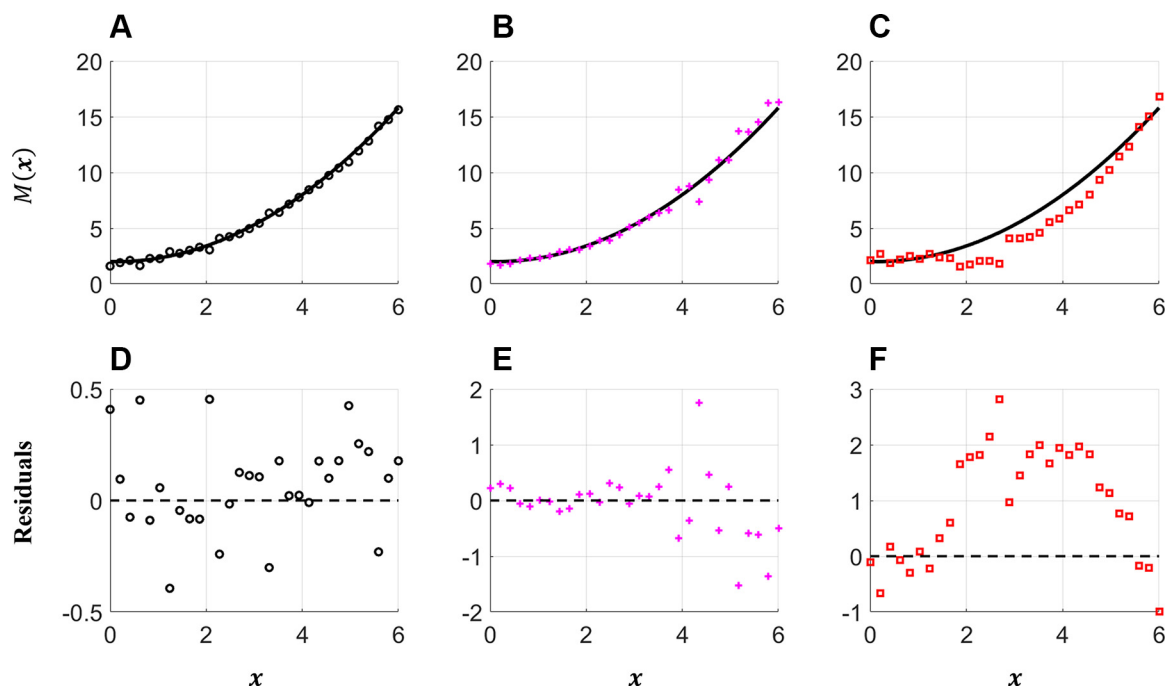 A B C
20 20 20
15 15 15
M(x) 10 10 10
5 5 5
0 0 0
0 2 4 6 0 2 4 6 0 2 4 6
D E F
0.5 2 3
1 2
Residuals 0 0 1
-1 0
-0.5 -2 -1
0 2 4 6 0 2 4 6 0 2 4 6
x x x